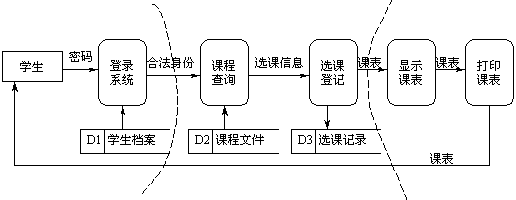 学生
密码
登录
系统
合法身份
课程
查询
选课信息
选课
登记
课表
显示
课表
课表
打印
课表
D1 学生档案
D2 课程文件
D3 选课记录
课表